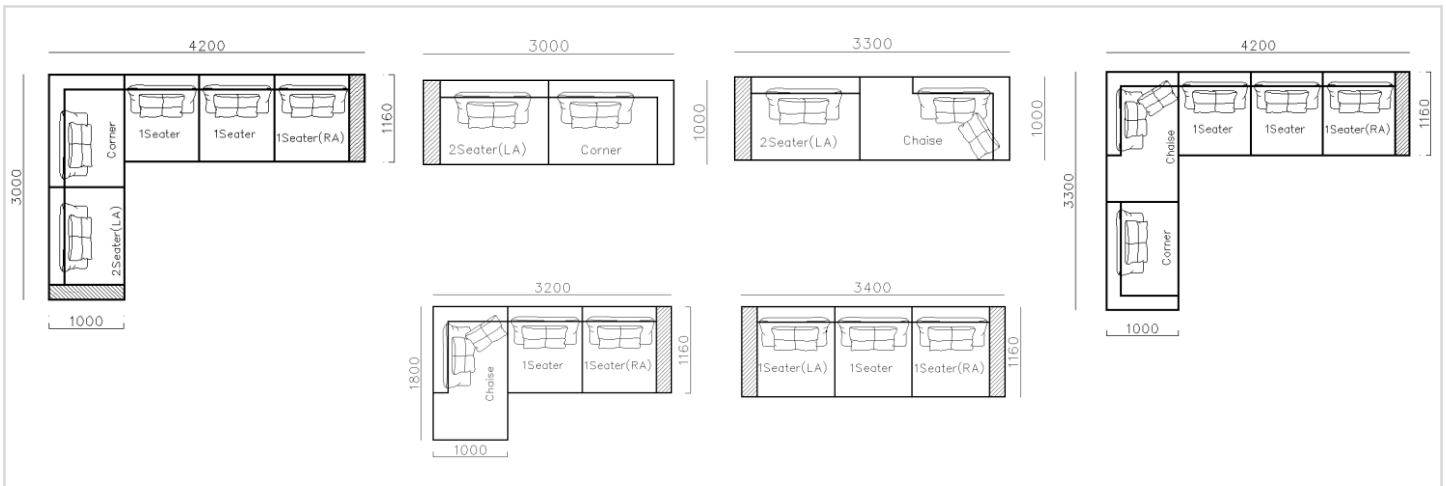 4200
3000
1160
Corner
1Seater
1Seater
1Seater(RA)
2Seater(LA)
1000
3000
1000
2Seater(LA)
Corner
3300
1000
2Seater(LA)
Chaise
4200
3300
1160
Chaise
1Seater
1Seater
1Seater(RA)
Corner
1000
3200
1800
1160
Chaise
1Seater
1Seater(RA)
1000
3400
1160
1Seater(LA)
1Seater
1Seater(RA)